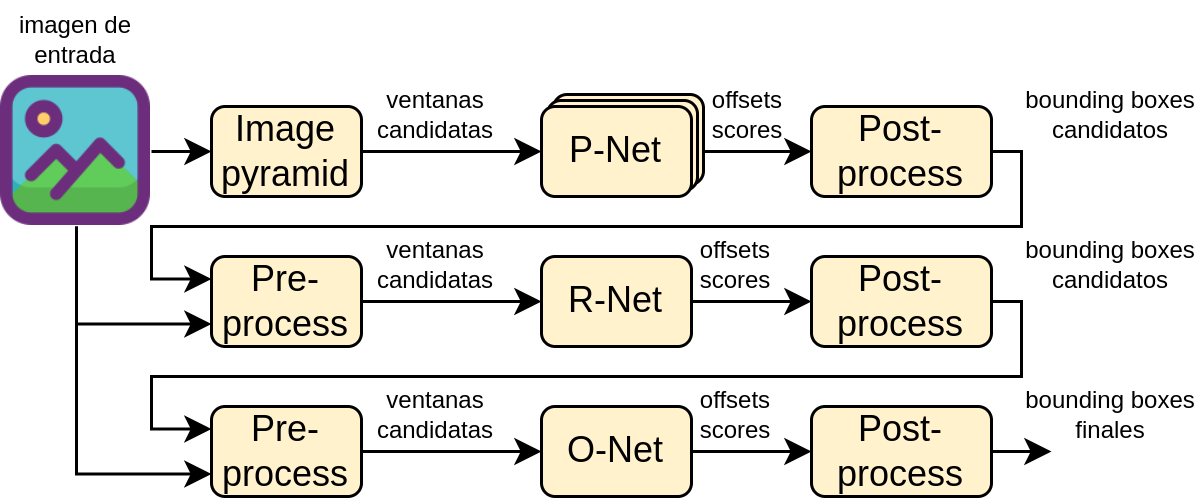 imagen de
entrada
ventanas
candidatas
offsets
scores
bounding boxes
candidatos
Image
pyramid
P-Net
Post-
process
ventanas
candidatas
offsets
scores
bounding boxes
candidatos
Pre-
process
R-Net
Post-
process
ventanas
candidatas
offsets
scores
bounding boxes
finales
Pre-
process
O-Net
Post-
process